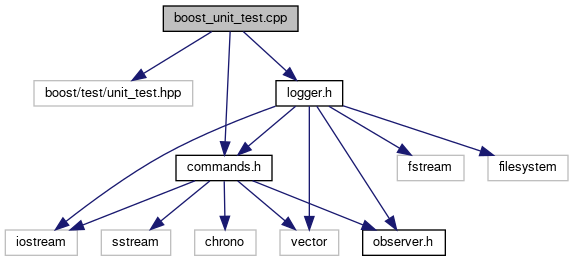 boost_unit_test.cpp
boost/test/unit_test.hpp
logger.h
commands.h
fstream
filesystem
iostream
sstream
chrono
vector
observer.h